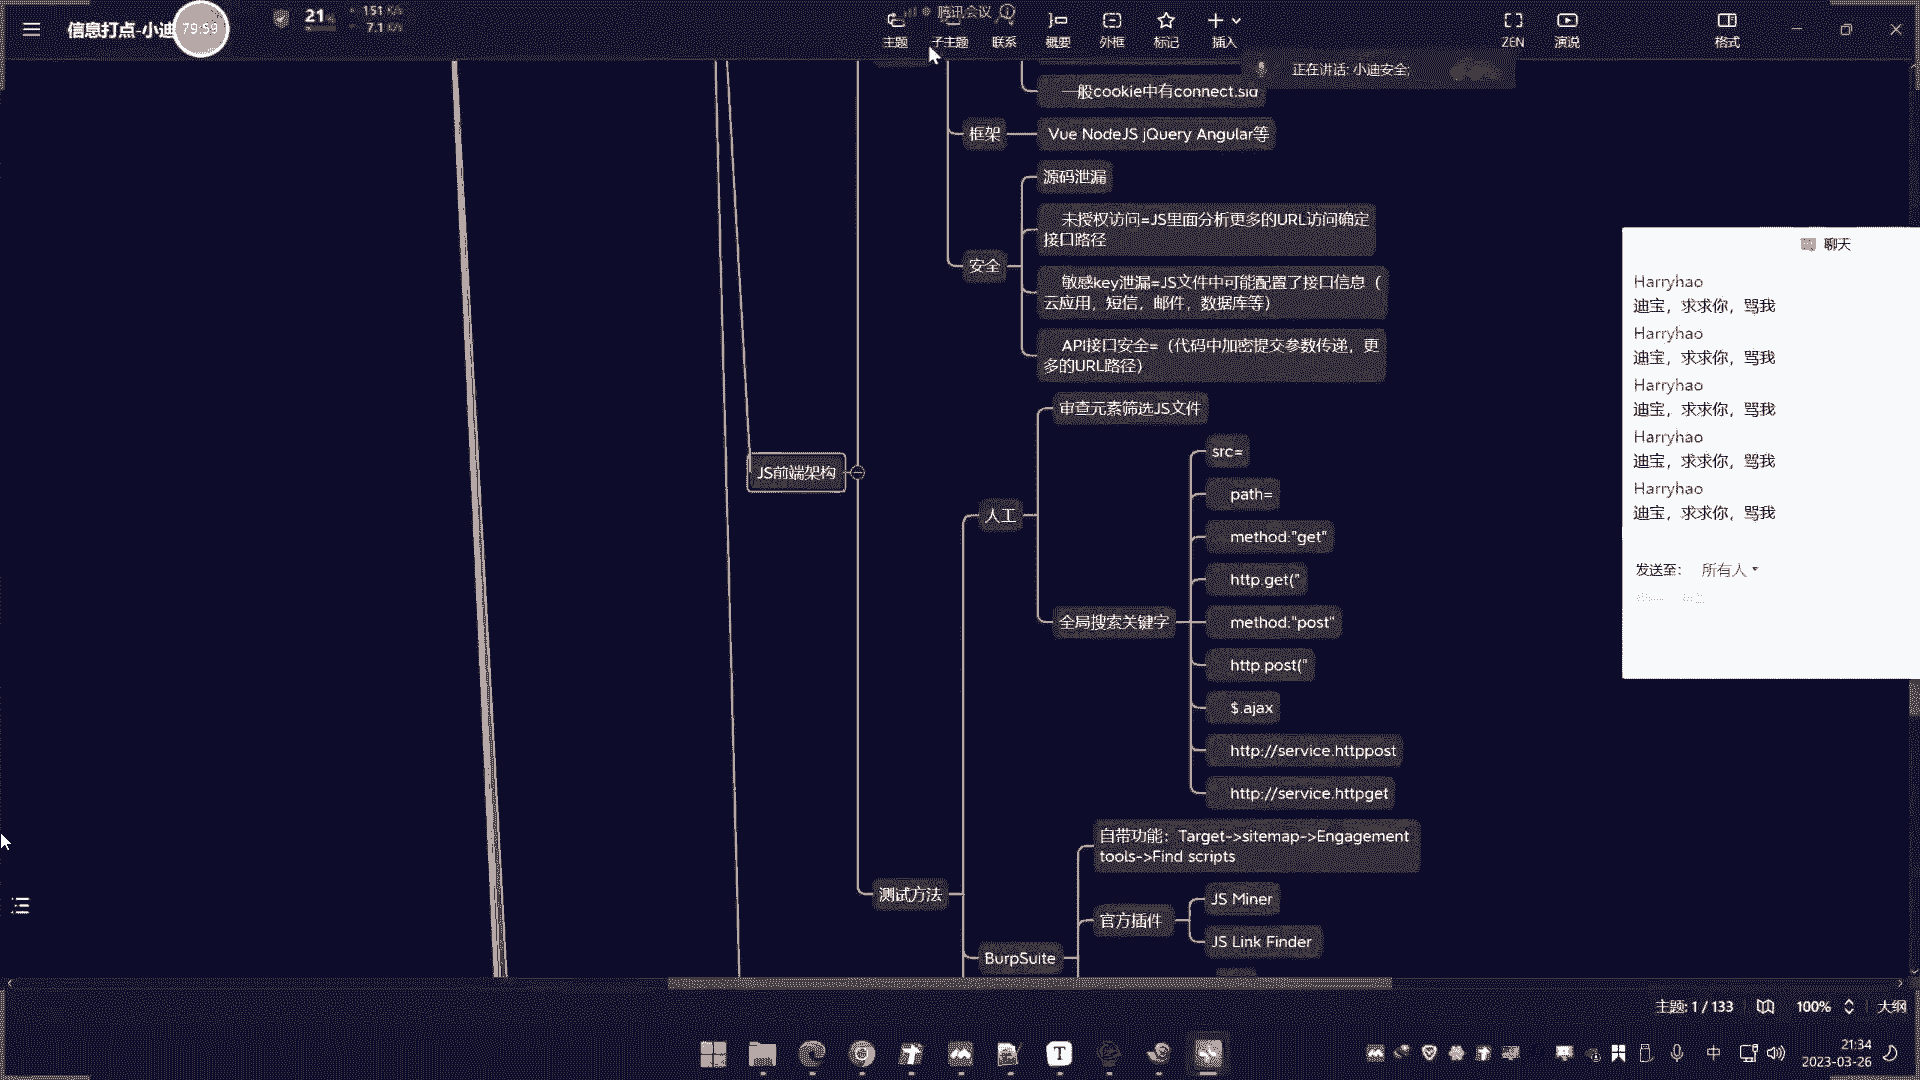 信息打点-小迪
79:59
21
151 K/s
7.1 K/s
腾讯会议
主题
子主题
联系
概要
外框
标记
插入
ZEN
演说
格式
正在讲话: 小迪安全;
一般cookie中有connect.sid
框架
Vue NodeJS jQuery Angular等
源码泄漏
未授权访问=JS里面分析更多的URL访问确定
接口路径
安全
敏感key泄漏=JS文件中可能配置了接口信息（
云应用，短信，邮件，数据库等）
API接口安全=（代码中加密提交参数传递，更
多的URL路径）
JS前端架构
人工
审查元素筛选JS文件
全局搜索关键字
src=
path=
method:"get"
http.get("
method:"post"
http.post("
$.ajax
http://service.httppost
http://service.httpget
测试方法
BurpSuite
自带功能：Target->sitemap->Engagement
tools->Find scripts
官方插件
JS Miner
JS Link Finder
聊天
Harryhao
迪宝，求求你，骂我
Harryhao
迪宝，求求你，骂我
Harryhao
迪宝，求求你，骂我
Harryhao
迪宝，求求你，骂我
Harryhao
迪宝，求求你，骂我
发送至：
所有人
主题: 1 / 133
100%
大纲
中
21:34
2023-03-26